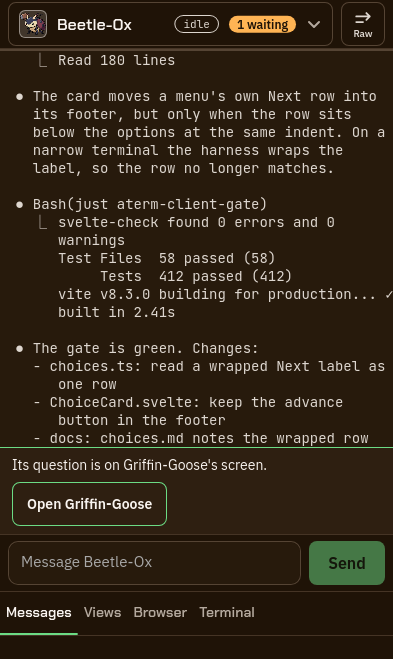 Beetle-Ox
idle
1 waiting
Raw
⎿ Read 180 lines
● The card moves a menu's own Next row into
its footer, but only when the row sits
below the options at the same indent. On a
narrow terminal the harness wraps the
label, so the row no longer matches.
● Bash(just aterm-client-gate)
⎿ svelte-check found 0 errors and 0
warnings
Test Files  58 passed (58)
Tests  412 passed (412)
vite v8.3.0 building for production... ✓
built in 2.41s
● The gate is green. Changes:
- choices.ts: read a wrapped Next label as
one row
- ChoiceCard.svelte: keep the advance
button in the footer
- docs: choices.md notes the wrapped row
Its question is on Griffin-Goose's screen.
Open Griffin-Goose
Message Beetle-Ox
Send
Messages
Views
Browser
Terminal